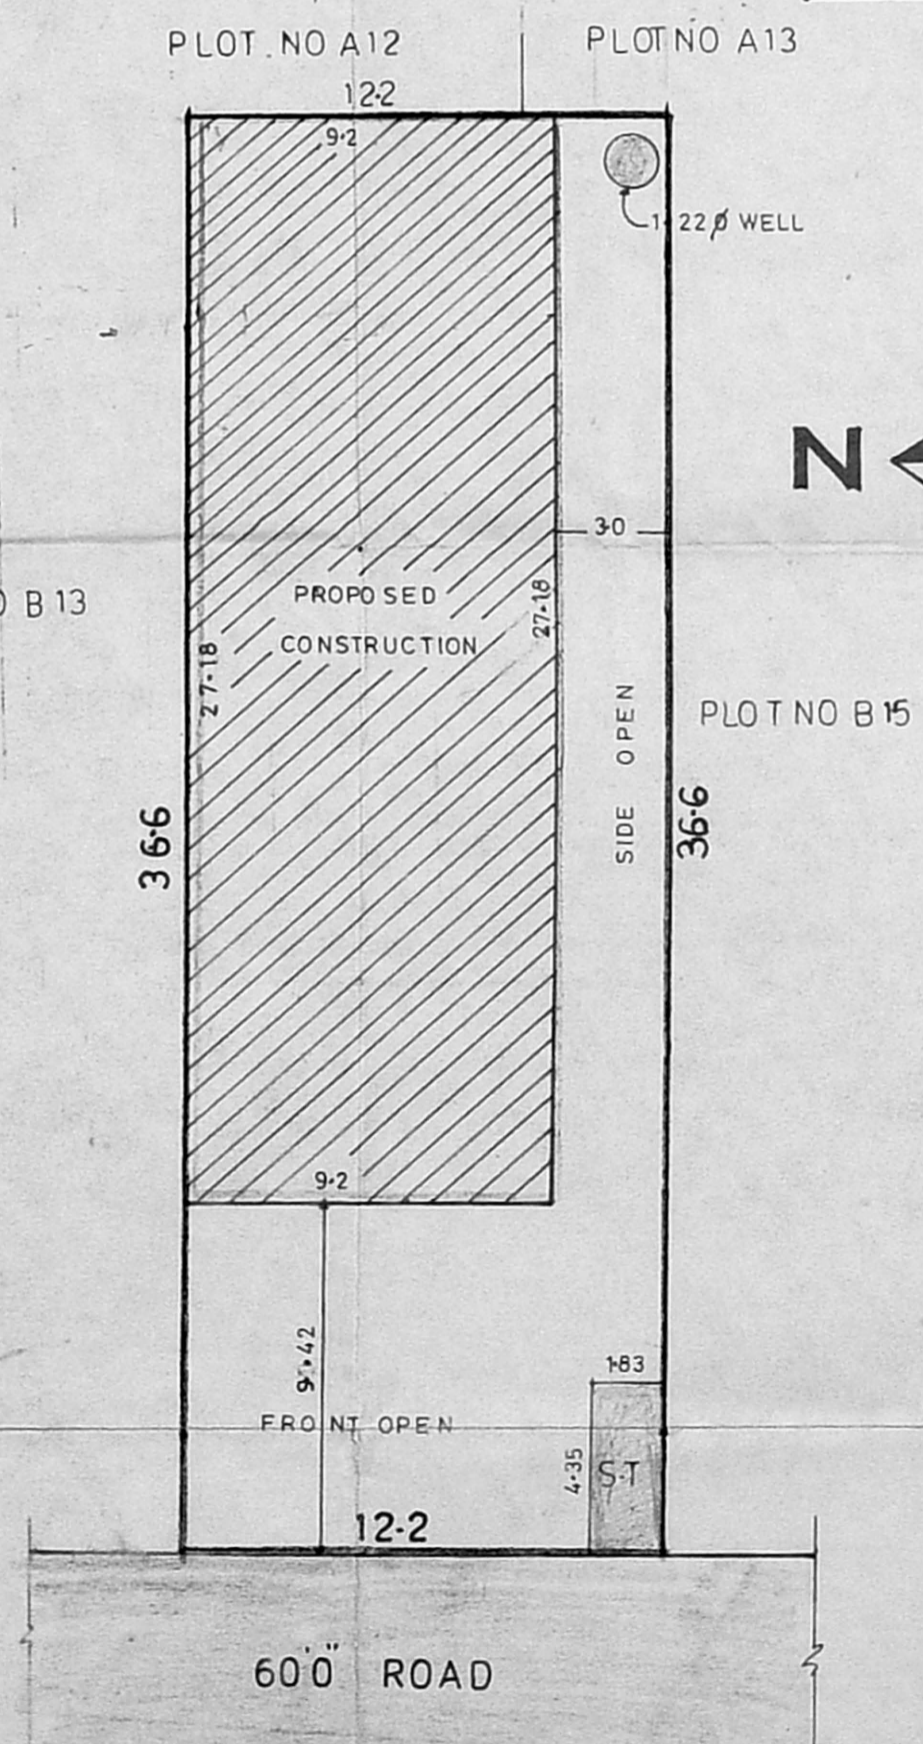 PLOT.NO A12
PLOT NO A13
12·2
9·2
1·22 Ø WELL
N
3·0
B 13
PROPOSED
CONSTRUCTION
27·18
27·18
SIDE OPEN
PLOT NO B 15
36·6
36·6
9·2
9·42
1·83
FRONT OPEN
4·35
S·T
12·2
60'0" ROAD